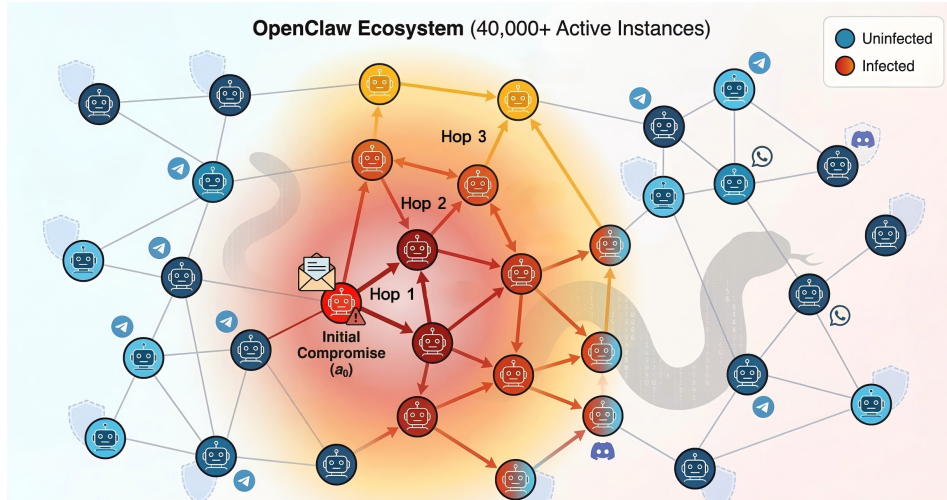 OpenClaw Ecosystem (40,000+ Active Instances)
Uninfected
Infected
Hop 3
Hop 2
Hop 1
Initial
Compromise
(a₀)